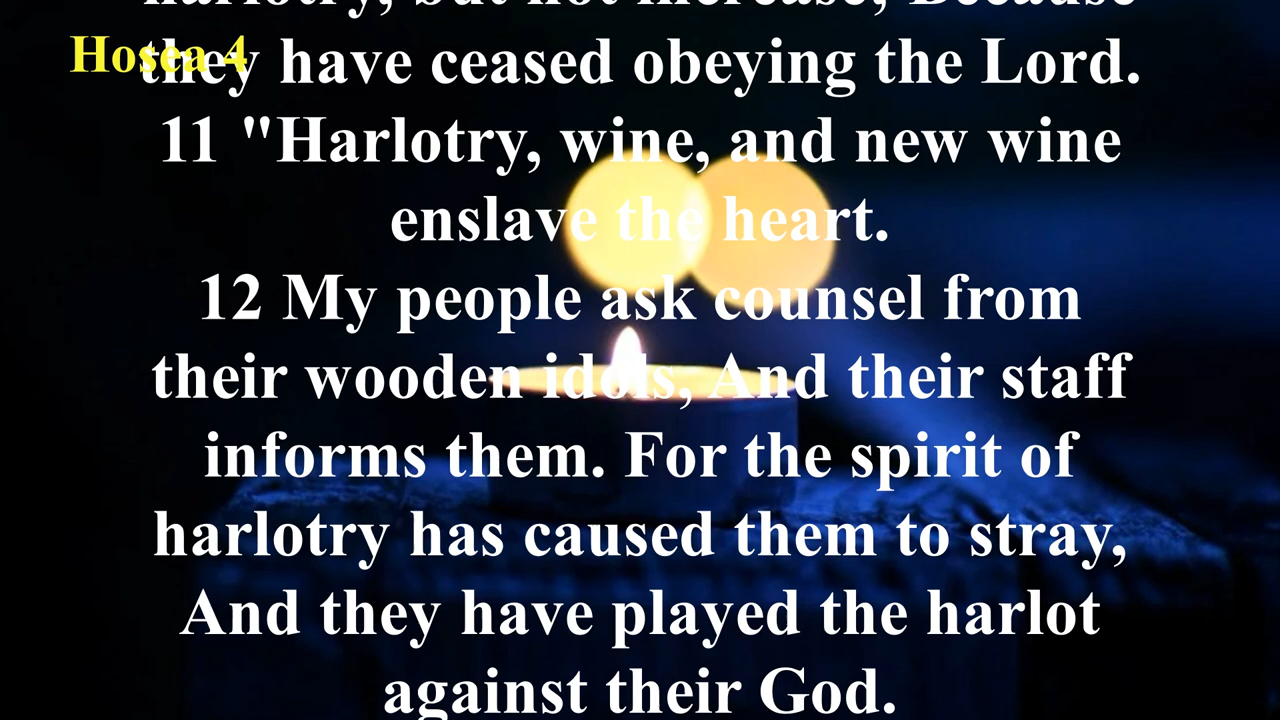 harlotry, but not increase; Because
Hosea 4
they have ceased obeying the Lord.
11 "Harlotry, wine, and new wine
enslave the heart.
12 My people ask counsel from
their wooden idols, And their staff
informs them. For the spirit of
harlotry has caused them to stray,
And they have played the harlot
against their God.